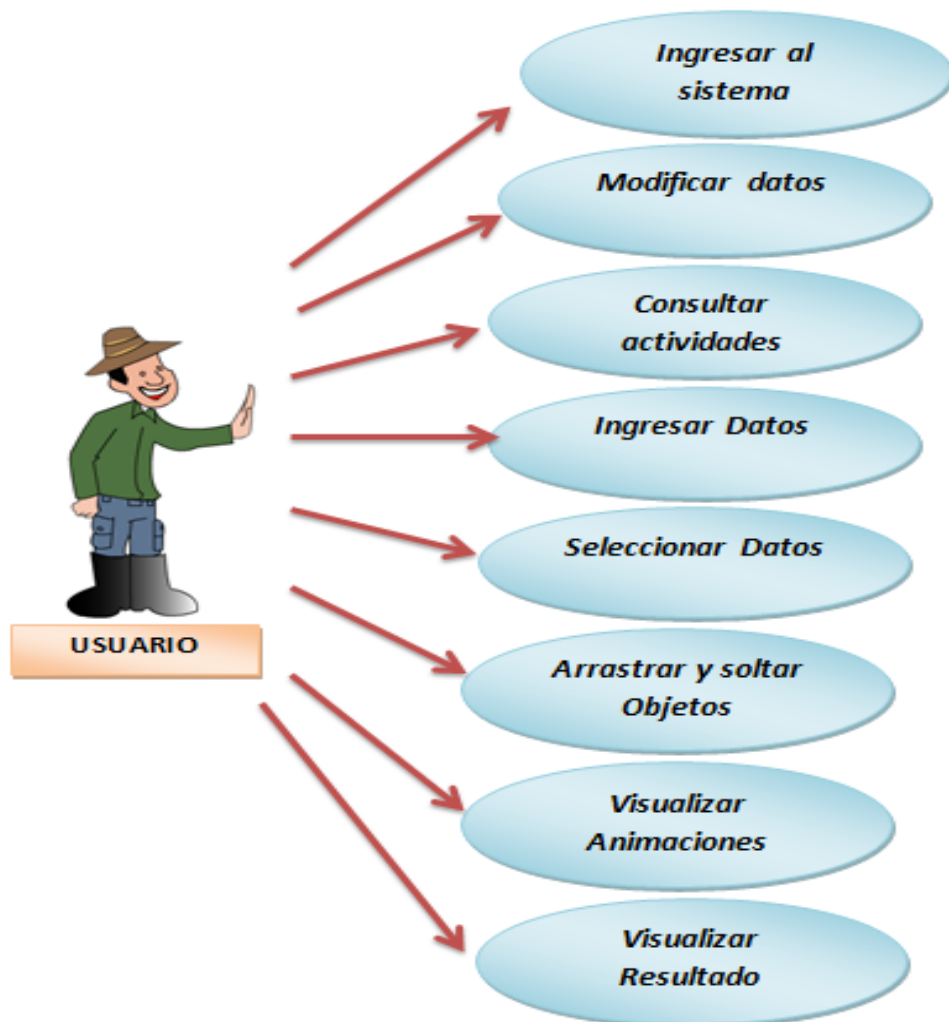 Ingresar al
sistema
Modificar datos
Consultar
actividades
Ingresar Datos
Seleccionar Datos
USUARIO
Arrastrar y soltar
Objetos
Visualizar
Animaciones
Visualizar
Resultado